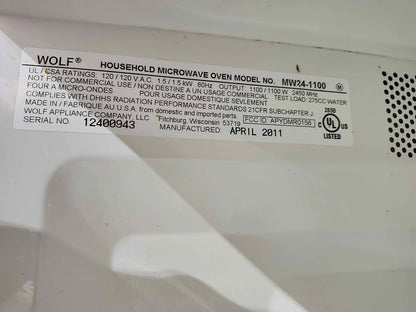 WOLF® HOUSEHOLD MICROWAVE OVEN MODEL NO. MW24-1100 M
UL / CSA RATINGS: 120 / 120 V.A.C. 1.5 / 1.5 kW 60Hz OUTPUT: 1100 / 1100 W 2450 MHz
NOT FOR COMMERCIAL USE / NON DESTINE A UN USAGE COMMERCIAL TEST LOAD: 275CC WATER
FOUR A MICRO-ONDES POUR USAGE DOMESTIQUE SEULEMENT
COMPLIES WITH DHHS RADIATION PERFORMANCE STANDARDS 21CFR SUBCHAPTER J.
MADE IN / FABRIQUE AU U.S.A. from domestic and imported parts
WOLF APPLIANCE COMPANY, LLC Fitchburg, Wisconsin 53719 FCC ID: APYDMR0156
SERIAL NO. 12400943 MANUFACTURED: APRIL 2011
285B
C UL US
LISTED